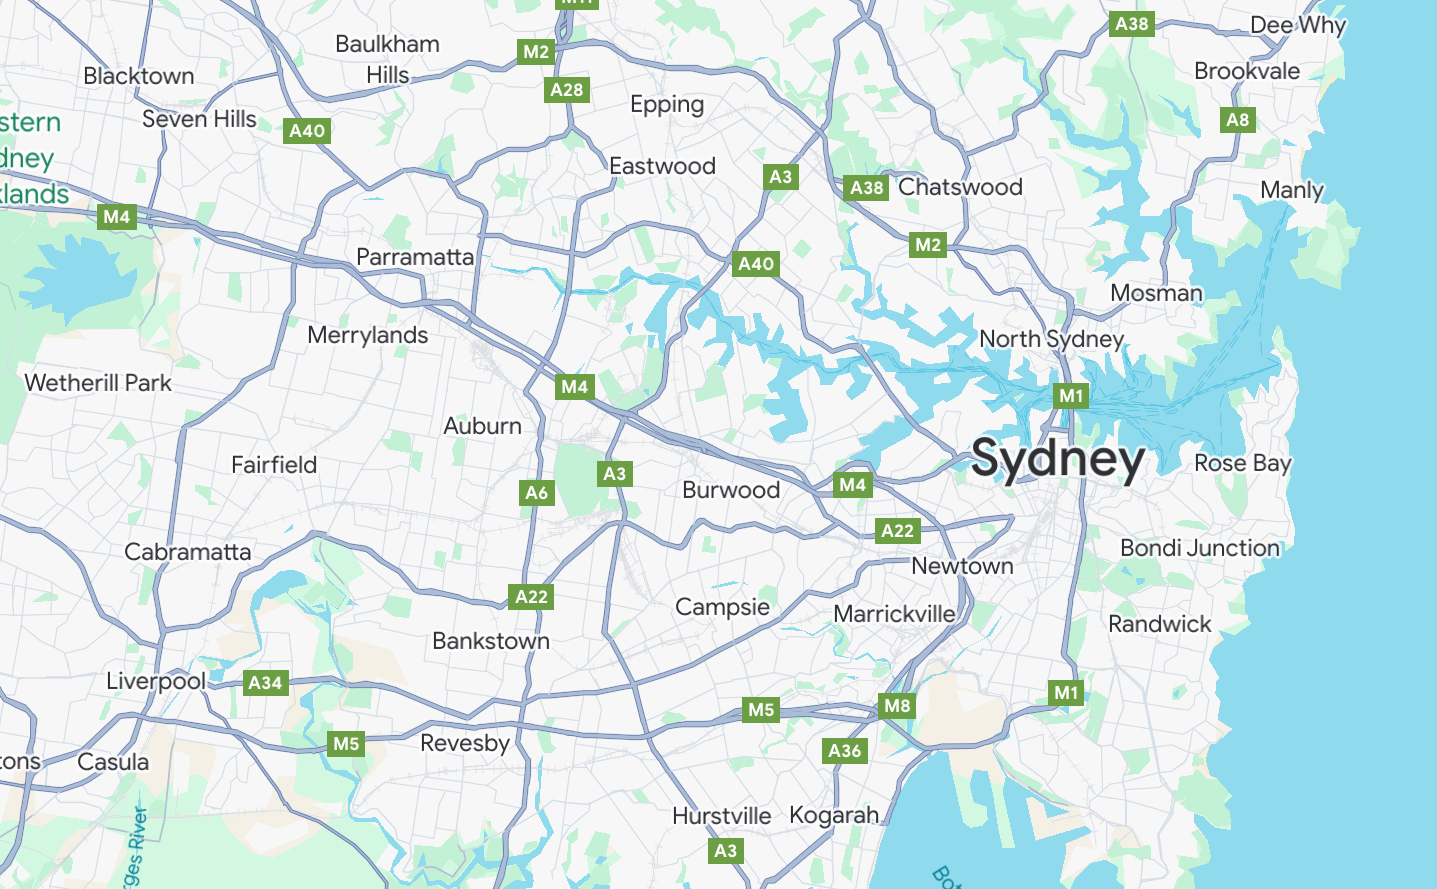 M11
A38
Dee Why
Baulkham
Hills
M2
Blacktown
Brookvale
A28
Epping
Seven Hills
A8
A40
Eastwood
A3
A38
Chatswood
Manly
M4
M2
Parramatta
A40
Mosman
Merrylands
North Sydney
Wetherill Park
M4
M1
Auburn
Sydney
Fairfield
A3
Rose Bay
A6
Burwood
M4
A22
Cabramatta
Bondi Junction
Newtown
A22
Campsie
Marrickville
Randwick
Bankstown
Liverpool
A34
M1
M5
M8
M5
Revesby
A36
Casula
Hurstville
Kogarah
A3